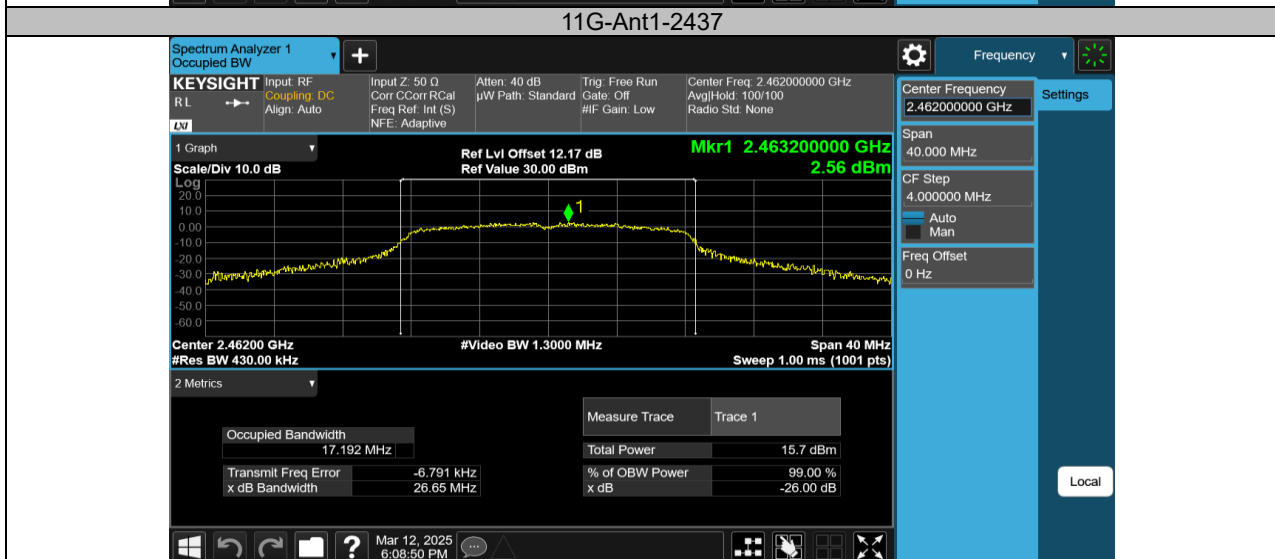 11G-Ant1-2437
Spectrum Analyzer 1
Occupied BW
Frequency
KEYSIGHT
R L
LXI
Input: RF
Coupling: DC
Align: Auto
Input Z: 50 Ω
Corr CCorr RCal
Freq Ref: Int (S)
NFE: Adaptive
Atten: 40 dB
µW Path: Standard
Trig: Free Run
Gate: Off
#IF Gain: Low
Center Freq: 2.462000000 GHz
Avg|Hold: 100/100
Radio Std: None
Center Frequency
2.462000000 GHz
Settings
Span
40.000 MHz
CF Step
4.000000 MHz
Auto
Man
Freq Offset
0 Hz
1 Graph
Scale/Div 10.0 dB
Ref Lvl Offset 12.17 dB
Ref Value 30.00 dBm
Mkr1 2.463200000 GHz
2.56 dBm
Log
20.0
10.0
0.00
-10.0
-20.0
-30.0
-40.0
-50.0
-60.0
1
Center 2.46200 GHz
#Res BW 430.00 kHz
#Video BW 1.3000 MHz
Span 40 MHz
Sweep 1.00 ms (1001 pts)
2 Metrics
Measure Trace Trace 1
Occupied Bandwidth
17.192 MHz
Total Power 15.7 dBm
Transmit Freq Error -6.791 kHz
% of OBW Power 99.00 %
x dB Bandwidth 26.65 MHz
x dB -26.00 dB
Local
Mar 12, 2025
6:08:50 PM